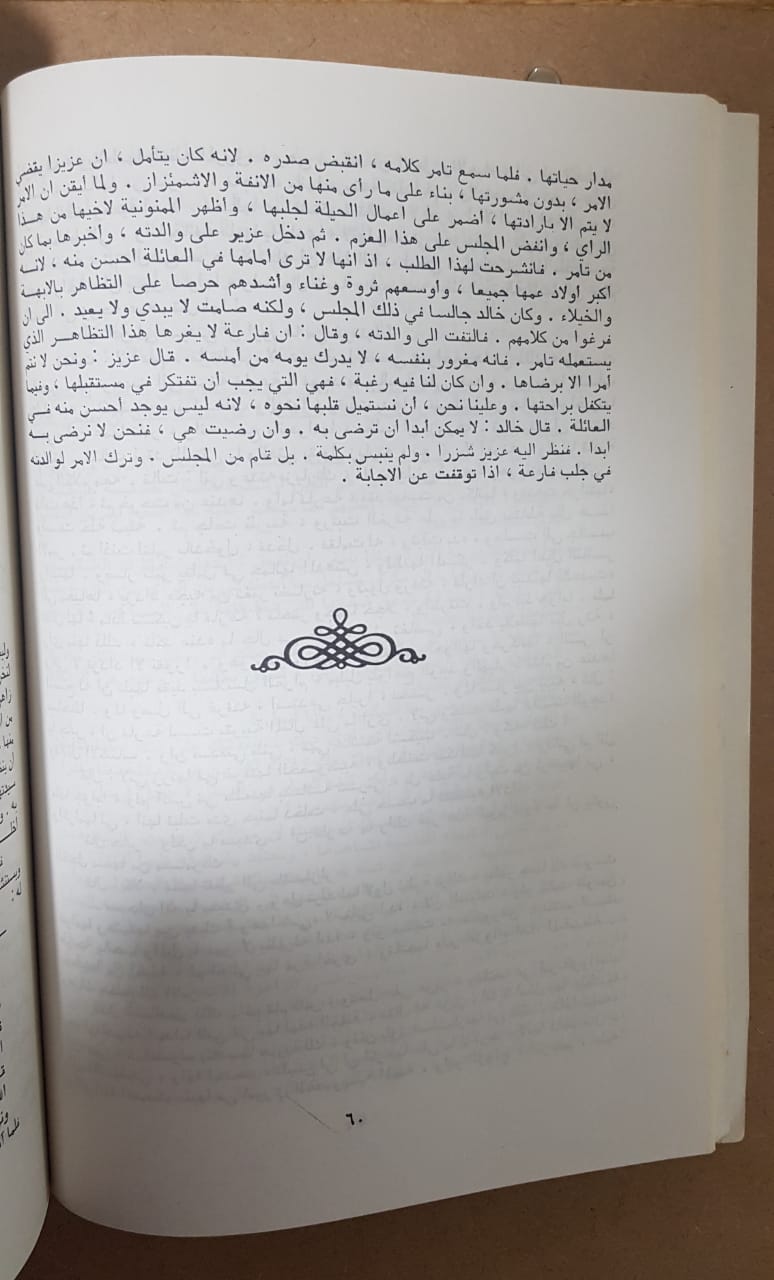 مدار حياتها . فلما سمع تامر كلامه ، انقبض صدره . لانه كان يتأمل ، ان عزيزا يقضي
الامر ، بدون مشورتها ، بناء على ما رأى منها من الانفة والاشمئزاز . ولما أيقن ان الامر
لا يتم الا بارادتها ، أضمر على اعمال الحيلة لجلبها ، وأظهر الممنونية لاخيها من هذا
الراي ، وانفض المجلس على هذا العزم . ثم دخل عزيز على والدته ، وأخبرها بما كان
من تامر . فانشرحت لهذا الطلب ، اذ انها لا ترى امامها في العائلة احسن منه ، لانه
اكبر اولاد عمها جميعا ، واوسعهم ثروة وغناء وأشدهم حرصا على التظاهر بالابهة
والخيلاء . وكان خالد جالسا في ذلك المجلس ، ولكنه صامت لا يبدي ولا يعيد . الى ان
فرغوا من كلامهم . فالتفت الى والدته ، وقال : ان فارعة لا يغرها هذا التظاهر الذي
يستعمله تامر . فانه مغرور بنفسه ، لا يدرك يومه من أمسه . قال عزيز : ونحن لا نتم
أمرا الا برضاها . وان كان لنا فيه رغبة ، فهي التي يجب أن تفتكر في مستقبلها ، وفيما
يتكفل براحتها . وعلينا نحن ، أن نستميل قلبها نحوه ، لانه ليس يوجد أحسن منه في
العائلة . قال خالد : لا يمكن أبدا ان ترضى به . وان رضيت هي ، فنحن لا نرضى به
ابدا . فنظر اليه عزيز شزرا . ولم ينبس بكلمة . بل قام من المجلس . وترك الامر لوالدته
في جلب فارعة ، اذا توقفت عن الاجابة .
٦٠